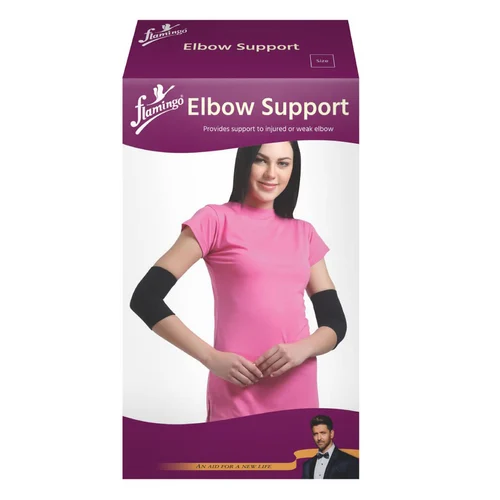 flamingo
Elbow Support
Size
flamingo®
Elbow Support
Provides support to injured or weak elbow
AN AID FOR A NEW LIFE